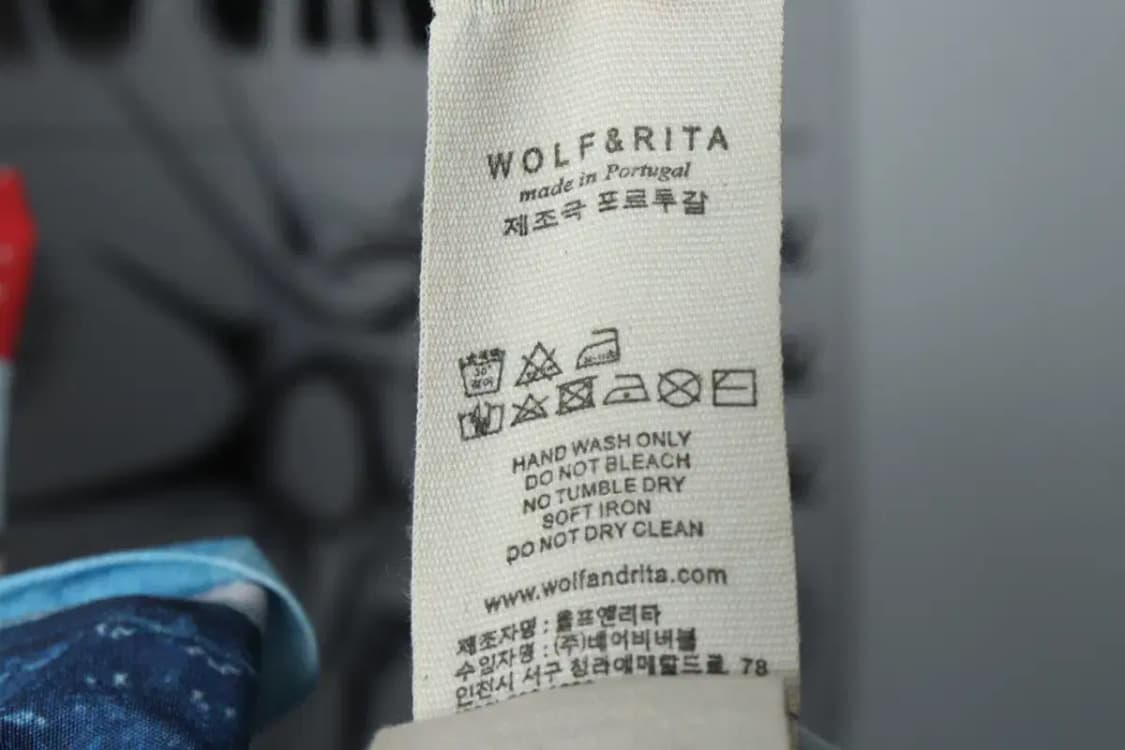 WOLF&RITA
made in Portugal
제조국 포르투갈
30°
HAND WASH ONLY
DO NOT BLEACH
NO TUMBLE DRY
SOFT IRON
DO NOT DRY CLEAN
www.wolfandrita.com
제조자명 : 울프앤리타
수입자명 : (주)베어비버블
인천시 서구 청라에메랄드로 78